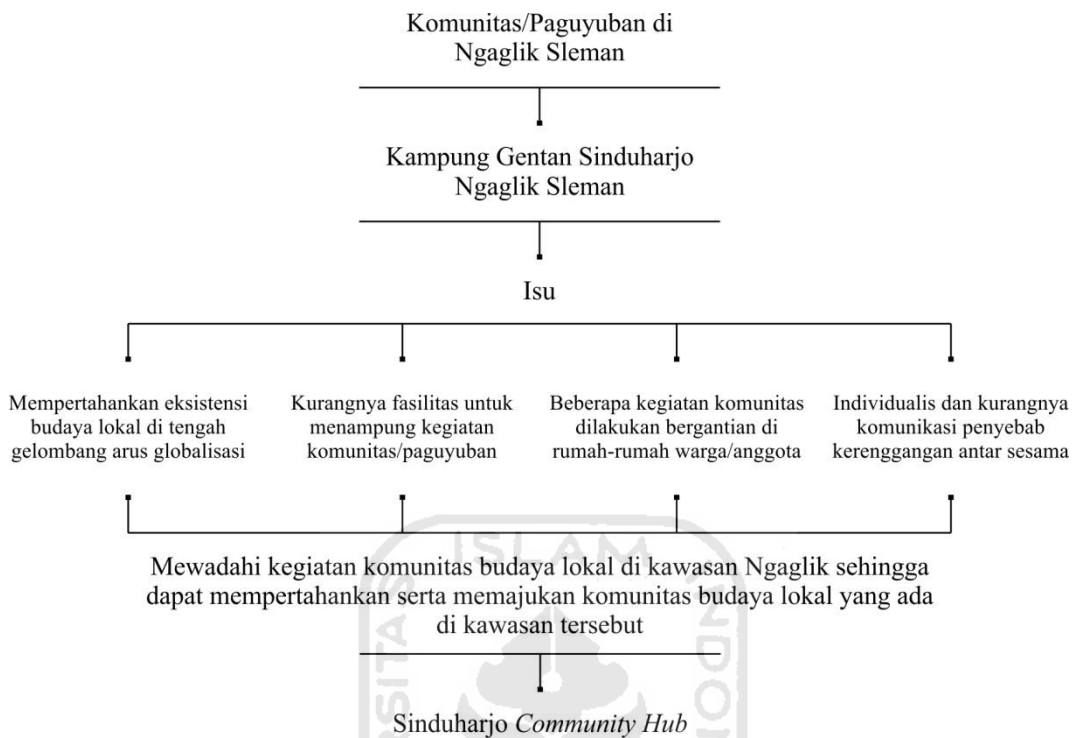 Komunitas/Paguyuban di
Ngaglik Sleman
Kampung Gentan Sinduharjo
Ngaglik Sleman
Isu
Mempertahankan eksistensi
budaya lokal di tengah
gelombang arus globalisasi
Kurangnya fasilitas untuk
menampung kegiatan
komunitas/paguyuban
Beberapa kegiatan komunitas
dilakukan bergantian di
rumah-rumah warga/anggota
Individualis dan kurangnya
komunikasi penyebab
kerenggangan antar sesama
ISLAM
Mewadahi kegiatan komunitas budaya lokal di kawasan Ngaglik sehingga
dapat mempertahankan serta memajukan komunitas budaya lokal yang ada
di kawasan tersebut
Sinduharjo Community Hub